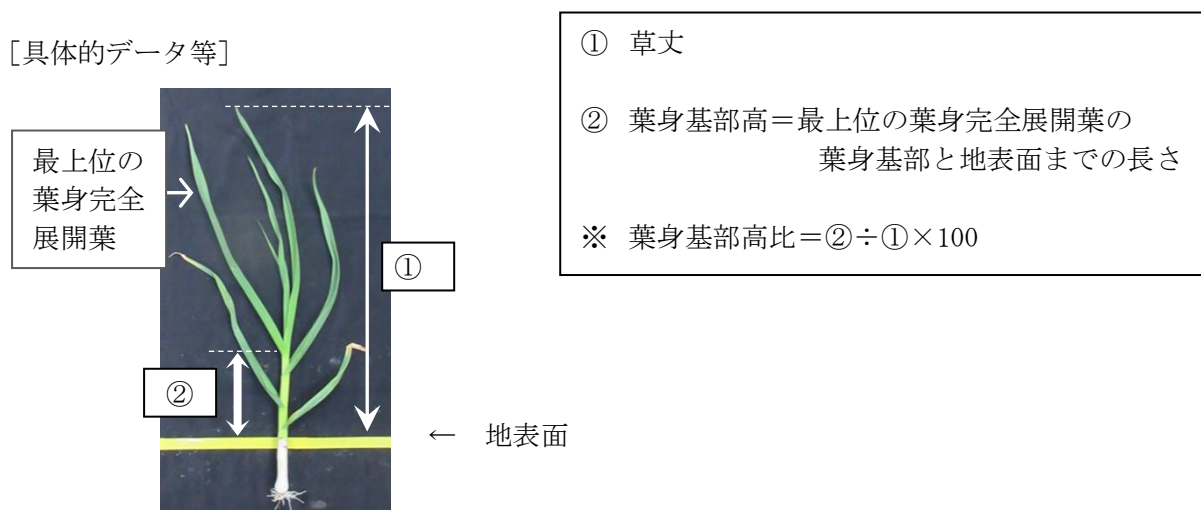 ［具体的データ等］
最上位の
葉身完全
展開葉
①
②
← 地表面
① 草丈
② 葉身基部高＝最上位の葉身完全展開葉の
葉身基部と地表面までの長さ
※ 葉身基部高比＝②÷①×100